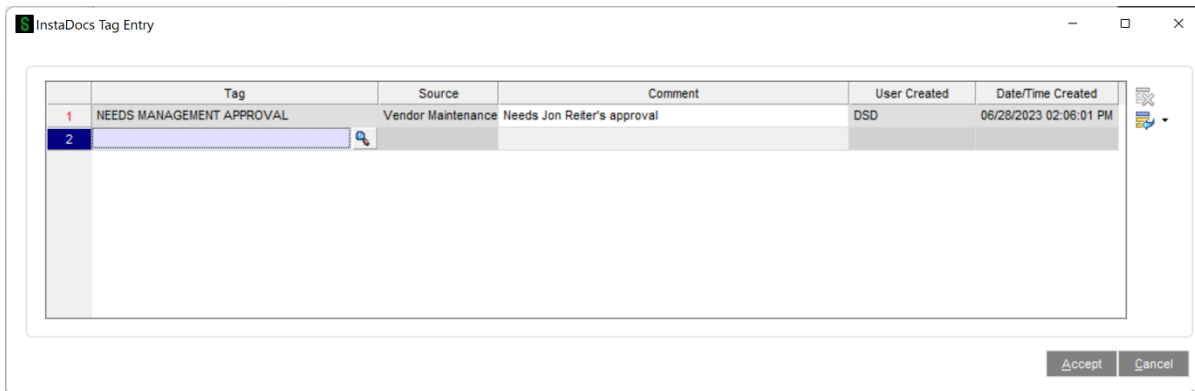 S InstaDocs Tag Entry
Tag Source Comment User Created Date/Time Created
1 NEEDS MANAGEMENT APPROVAL Vendor Maintenance Needs Jon Reiter's approval DSD 06/28/2023 02:06:01 PM
2
Accept Cancel